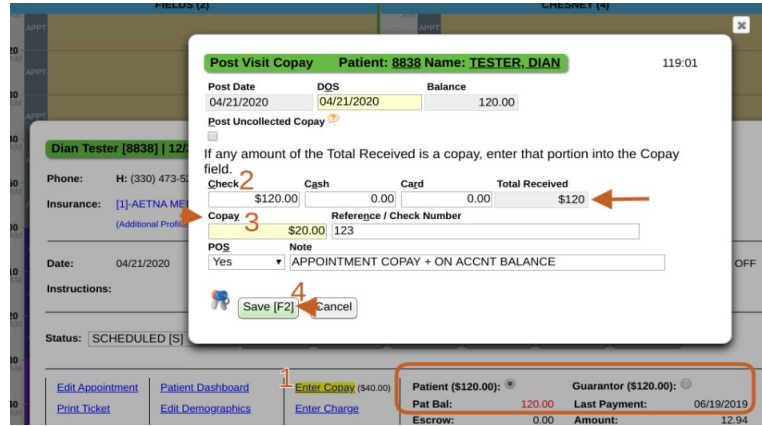 FIELDS (2) CHESNEY (4)
APPT APPT
APPT
Post Visit Copay Patient: 8838 Name: TESTER, DIAN 119:01
Post Date DOS Balance
04/21/2020 04/21/2020 120.00
Post Uncollected Copay ?
If any amount of the Total Received is a copay, enter that portion into the Copay
field.
Check 2 Cash Card Total Received
$120.00 0.00 0.00 $120
Copay 3 Reference / Check Number
$20.00 123
POS Note
Yes APPOINTMENT COPAY + ON ACCNT BALANCE
4
Save [F2] Cancel
Dian Tester [8838] | 12/
Phone: H: (330) 473-52
Insurance: [1]-AETNA ME
(Additional Profile
Date: 04/21/2020 OFF
Instructions:
Status: SCHEDULED [S]
Edit Appointment Patient Dashboard 1 Enter Copay ($40.00) Patient ($120.00): Guarantor ($120.00):
Print Ticket Edit Demographics Enter Charge Pat Bal: 120.00 Last Payment: 06/19/2019
Escrow: 0.00 Amount: 12.94